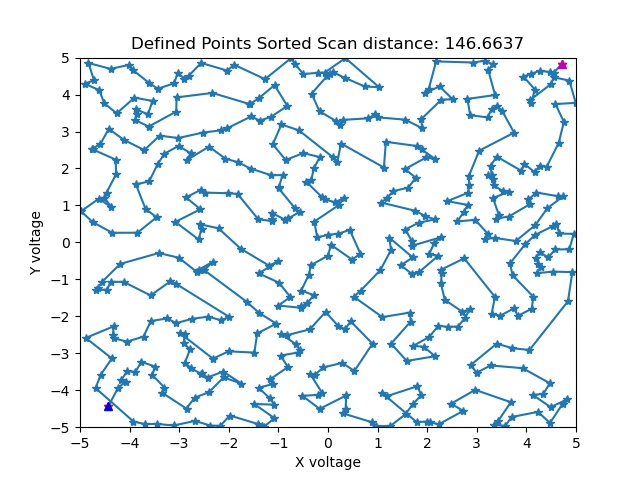 Defined Points Sorted Scan distance: 146.6637
5
4
3
2
1
0
−1
−2
−3
−4
−5
Y voltage
−5 −4 −3 −2 −1 0 1 2 3 4 5
X voltage